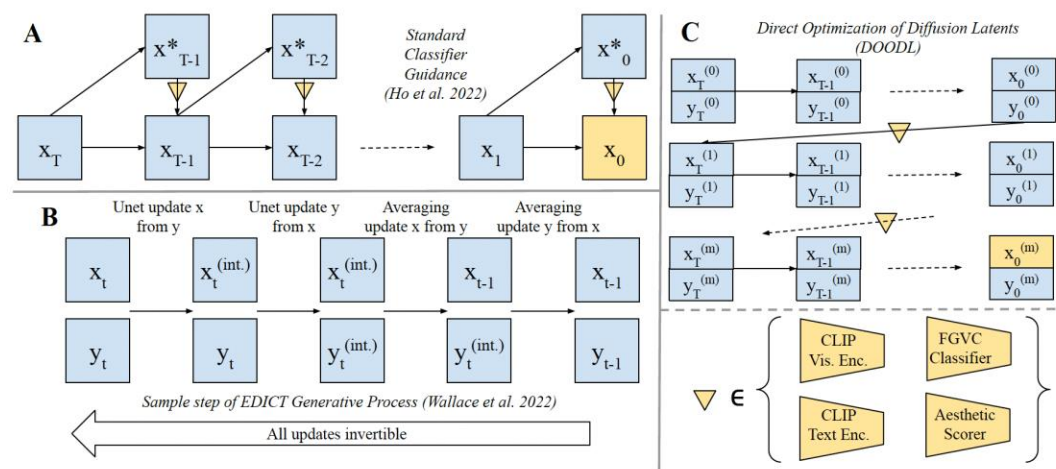 A
x*T-1
x*T-2
Standard
Classifier
Guidance
(Ho et al. 2022)
x*0
xT
xT-1
xT-2
x1
x0
B
Unet update x
from y
Unet update y
from x
Averaging
update x from y
Averaging
update y from x
xt
xt(int.)
xt(int.)
xt-1
xt-1
yt
yt
yt(int.)
yt(int.)
yt-1
Sample step of EDICT Generative Process (Wallace et al. 2022)
All updates invertible
C
Direct Optimization of Diffusion Latents
(DOODL)
xT(0)
xT-1(0)
x0(0)
yT(0)
yT-1(0)
y0(0)
xT(1)
xT-1(1)
x0(1)
yT(1)
yT-1(1)
y0(1)
xT(m)
xT-1(m)
x0(m)
yT(m)
yT-1(m)
y0(m)
∈
CLIP
Vis. Enc.
FGVC
Classifier
CLIP
Text Enc.
Aesthetic
Scorer